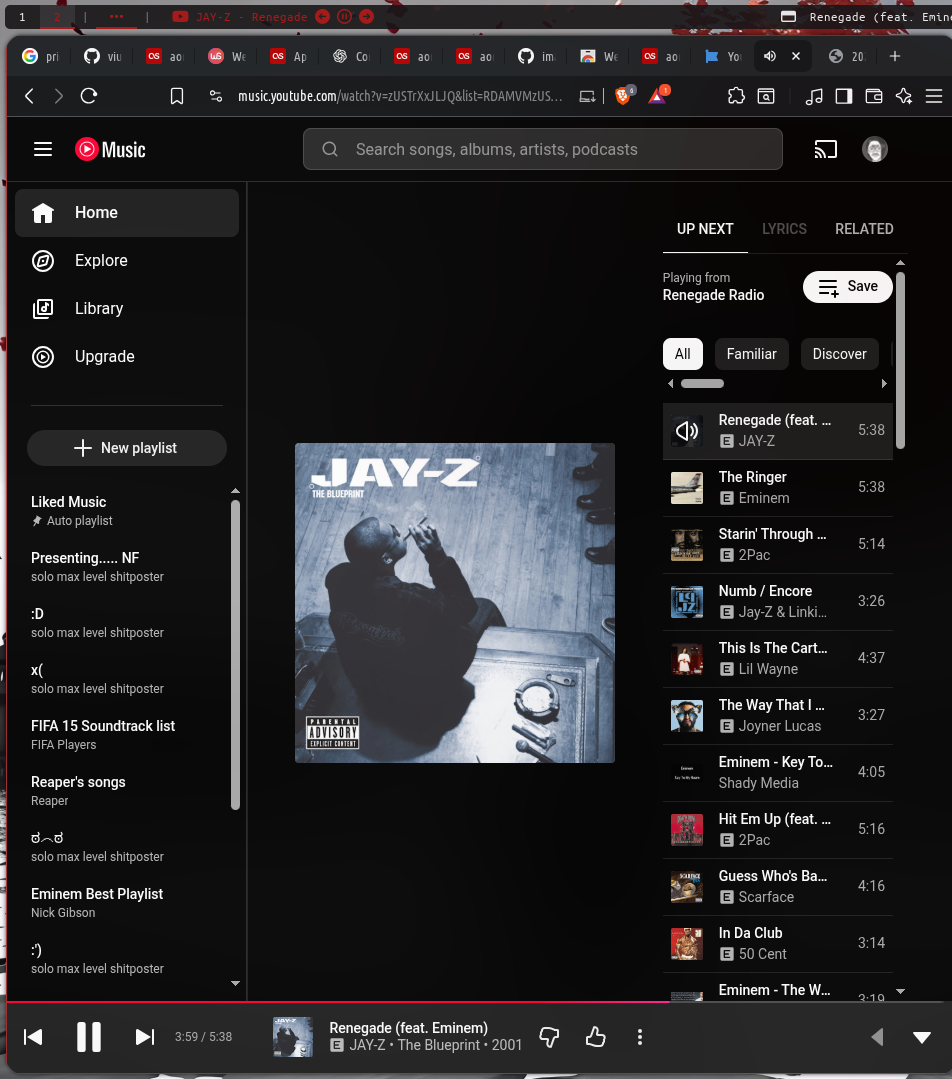 1 2 | ••• | JAY-Z - Renegade
Renegade (feat. Emin
pri
viu
aoi
We
Ap
Co
aoi
aoi
im
We
aoi
Yo
20.
music.youtube.com/watch?v=zUSTrXxJLJQ&list=RDAMVMzUS…
6
1
Music
Search songs, albums, artists, podcasts
Home
Explore
Library
Upgrade
New playlist
Liked Music
Auto playlist
Presenting..... NF
solo max level shitposter
:D
solo max level shitposter
x(
solo max level shitposter
FIFA 15 Soundtrack list
FIFA Players
Reaper's songs
Reaper
ಠ︵ಠ
solo max level shitposter
Eminem Best Playlist
Nick Gibson
:')
solo max level shitposter
JAY-Z
THE BLUEPRINT
PARENTAL
ADVISORY
EXPLICIT CONTENT
UP NEXT LYRICS RELATED
Playing from
Renegade Radio
Save
All Familiar Discover
Renegade (feat. …
E JAY-Z
5:38
The Ringer
E Eminem
5:38
Starin' Through …
E 2Pac
5:14
Numb / Encore
E Jay-Z & Linki…
3:26
This Is The Cart…
E Lil Wayne
4:37
The Way That I …
E Joyner Lucas
3:27
Eminem - Key To…
Shady Media
4:05
Hit Em Up (feat. …
E 2Pac
5:16
Guess Who's Ba…
E Scarface
4:16
In Da Club
E 50 Cent
3:14
Eminem - The W…
3:19
3:59 / 5:38
Renegade (feat. Eminem)
E JAY-Z • The Blueprint • 2001